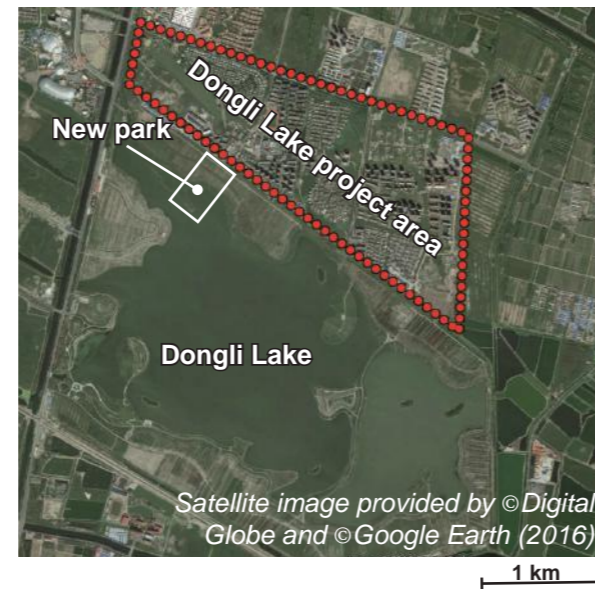 Dongli Lake project area
New park
Dongli Lake
Satellite image provided by ©Digital
Globe and ©Google Earth (2016)
1 km